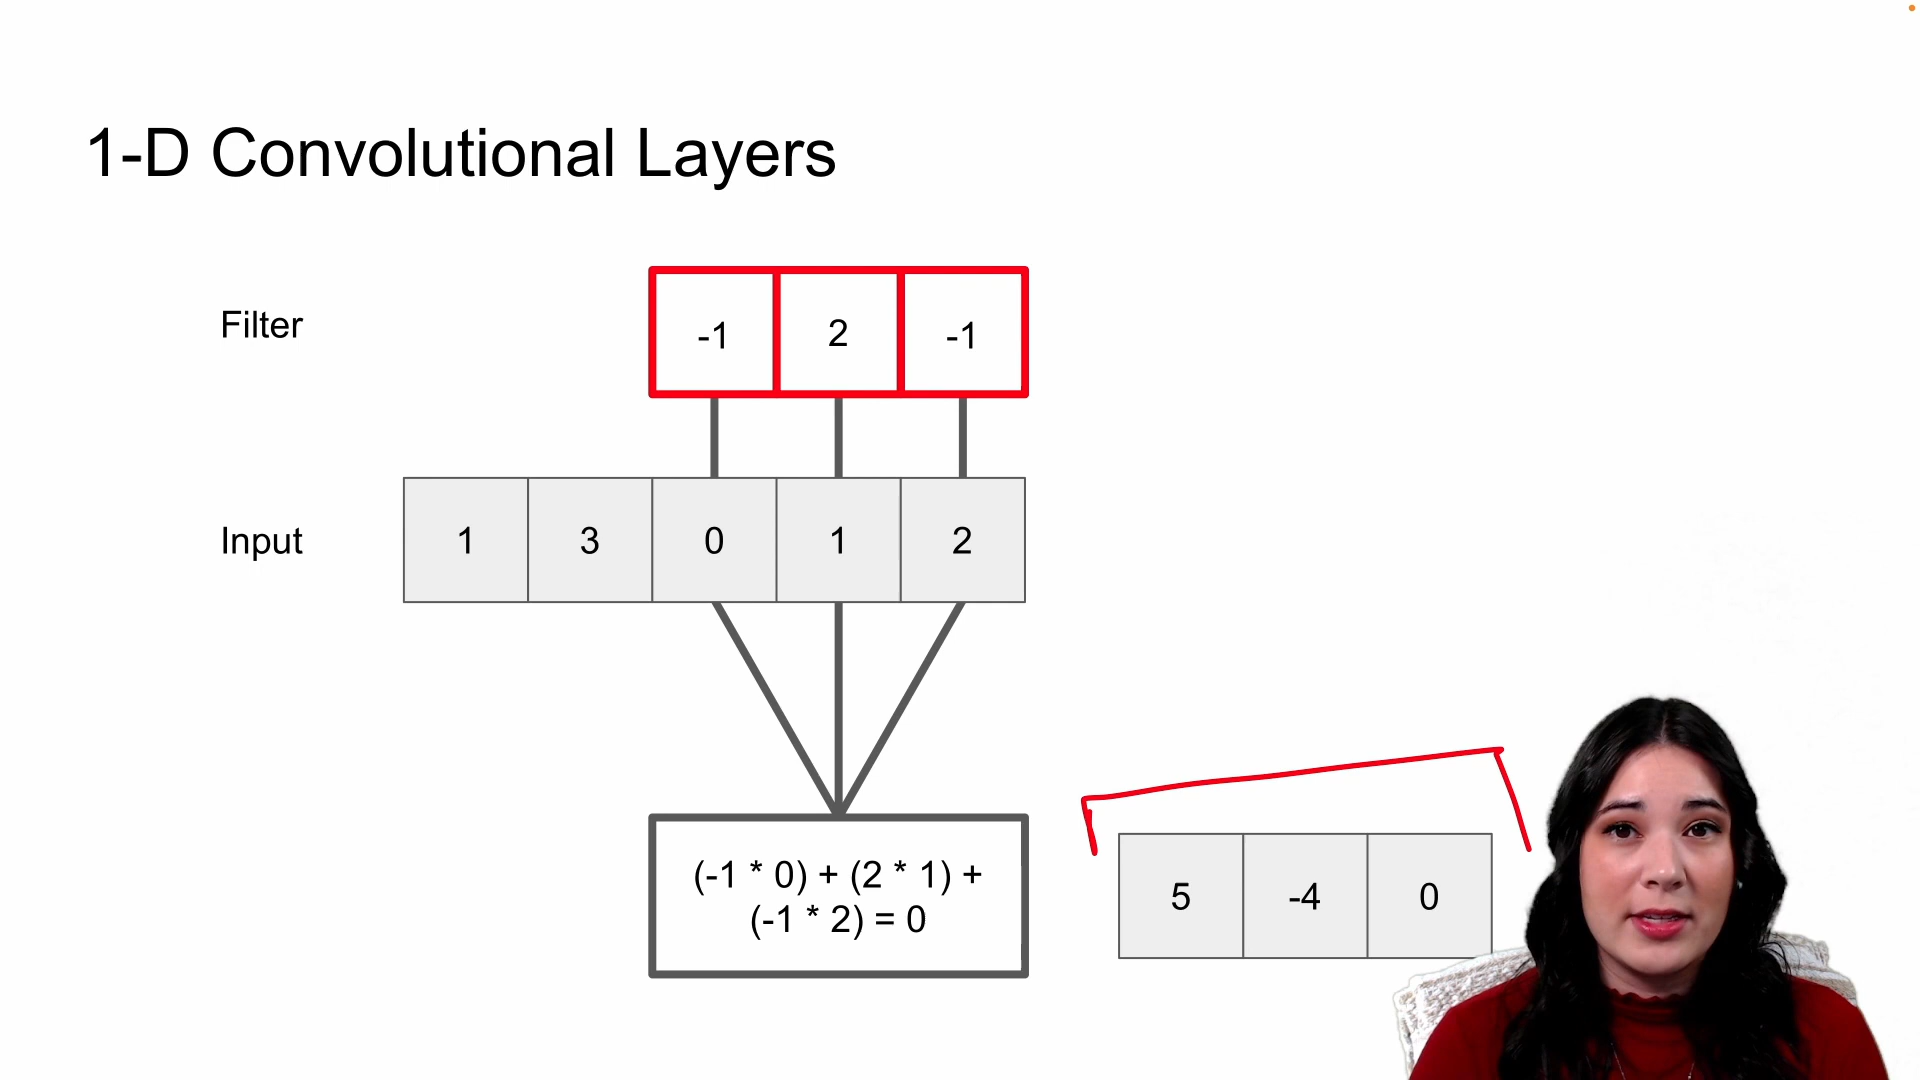 1-D Convolutional Layers
Filter
-1 2 -1
Input
1 3 0 1 2
(-1 * 0) + (2 * 1) +
(-1 * 2) = 0
5 -4 0